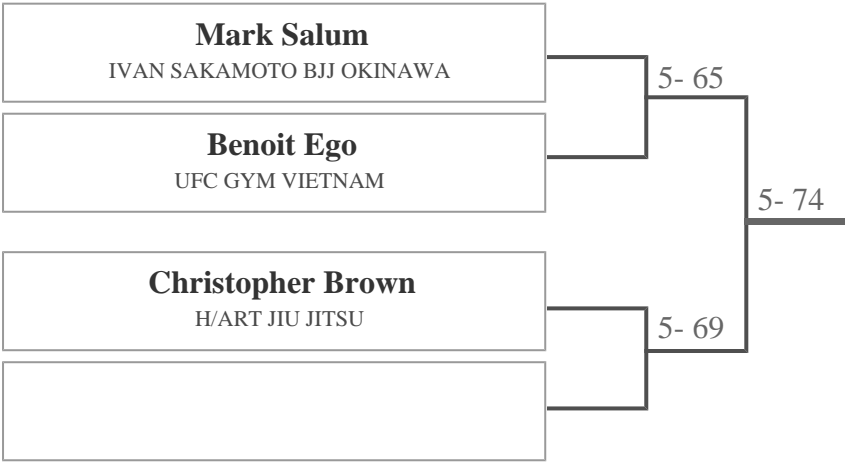 Mark Salum
IVAN SAKAMOTO BJJ OKINAWA
5- 65
Benoit Ego
UFC GYM VIETNAM
5- 74
Christopher Brown
H/ART JIU JITSU
5- 69